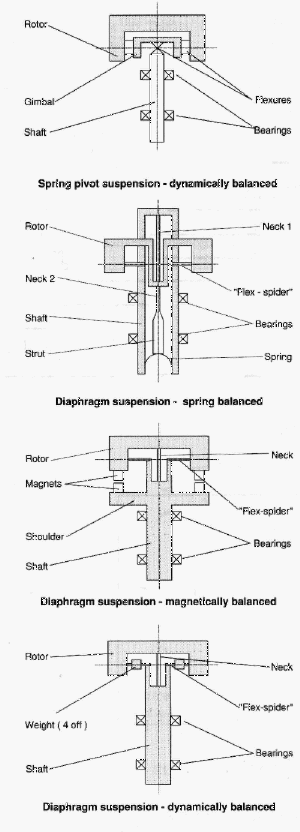 Rotor
Gimbal
Flexures
Shaft
Bearings
Spring pivot suspension - dynamically balanced
Rotor
Neck 1
Neck 2
"Flex - spider"
Shaft
Bearings
Strut
Spring
Diaphragm suspension - spring balanced
Rotor
Neck
Magnets
"Flex-spider"
Shoulder
Bearings
Shaft
Diaphragm suspension - magnetically balanced
Rotor
Neck
"Flex-spider"
Weight ( 4 off )
Bearings
Shaft
Diaphragm suspension - dynamically balanced